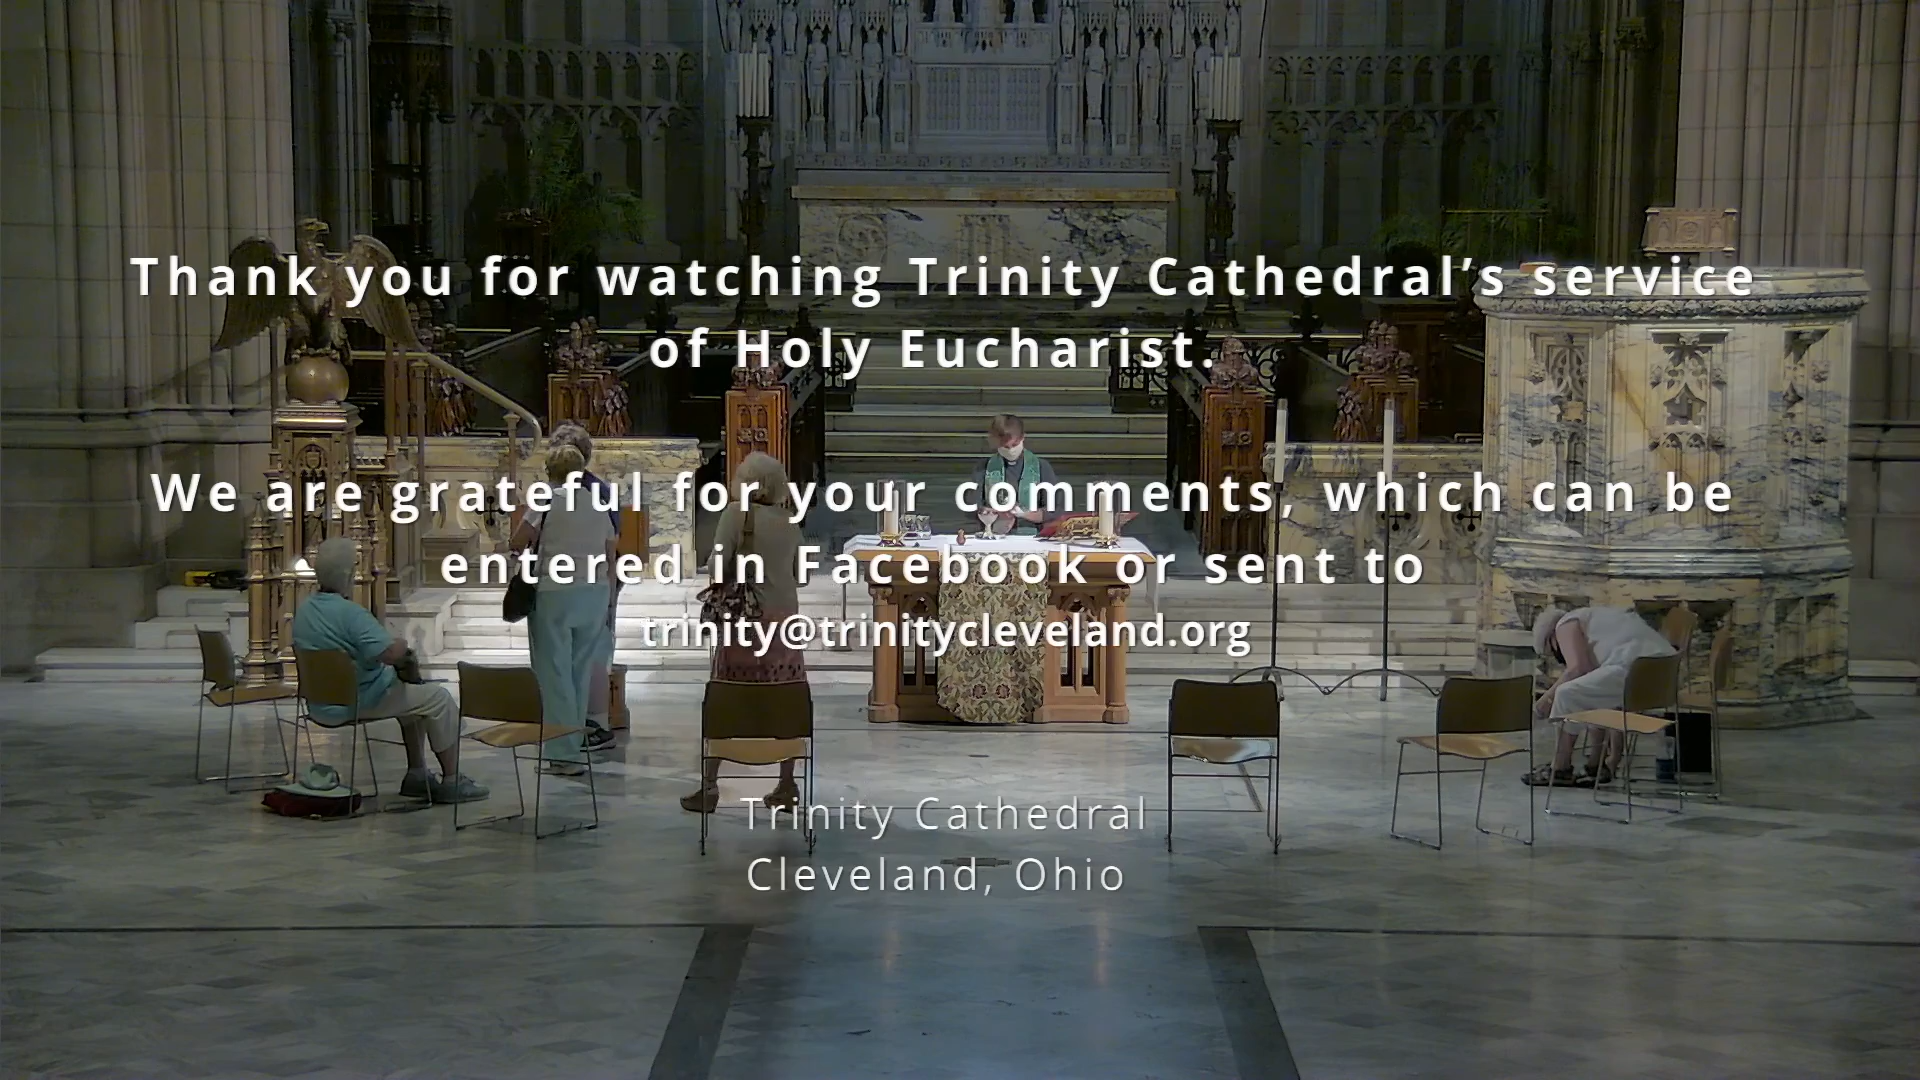 Thank you for watching Trinity Cathedral’s service
of Holy Eucharist.
We are grateful for your comments, which can be
entered in Facebook or sent to
trinity@trinitycleveland.org
Trinity Cathedral
Cleveland, Ohio